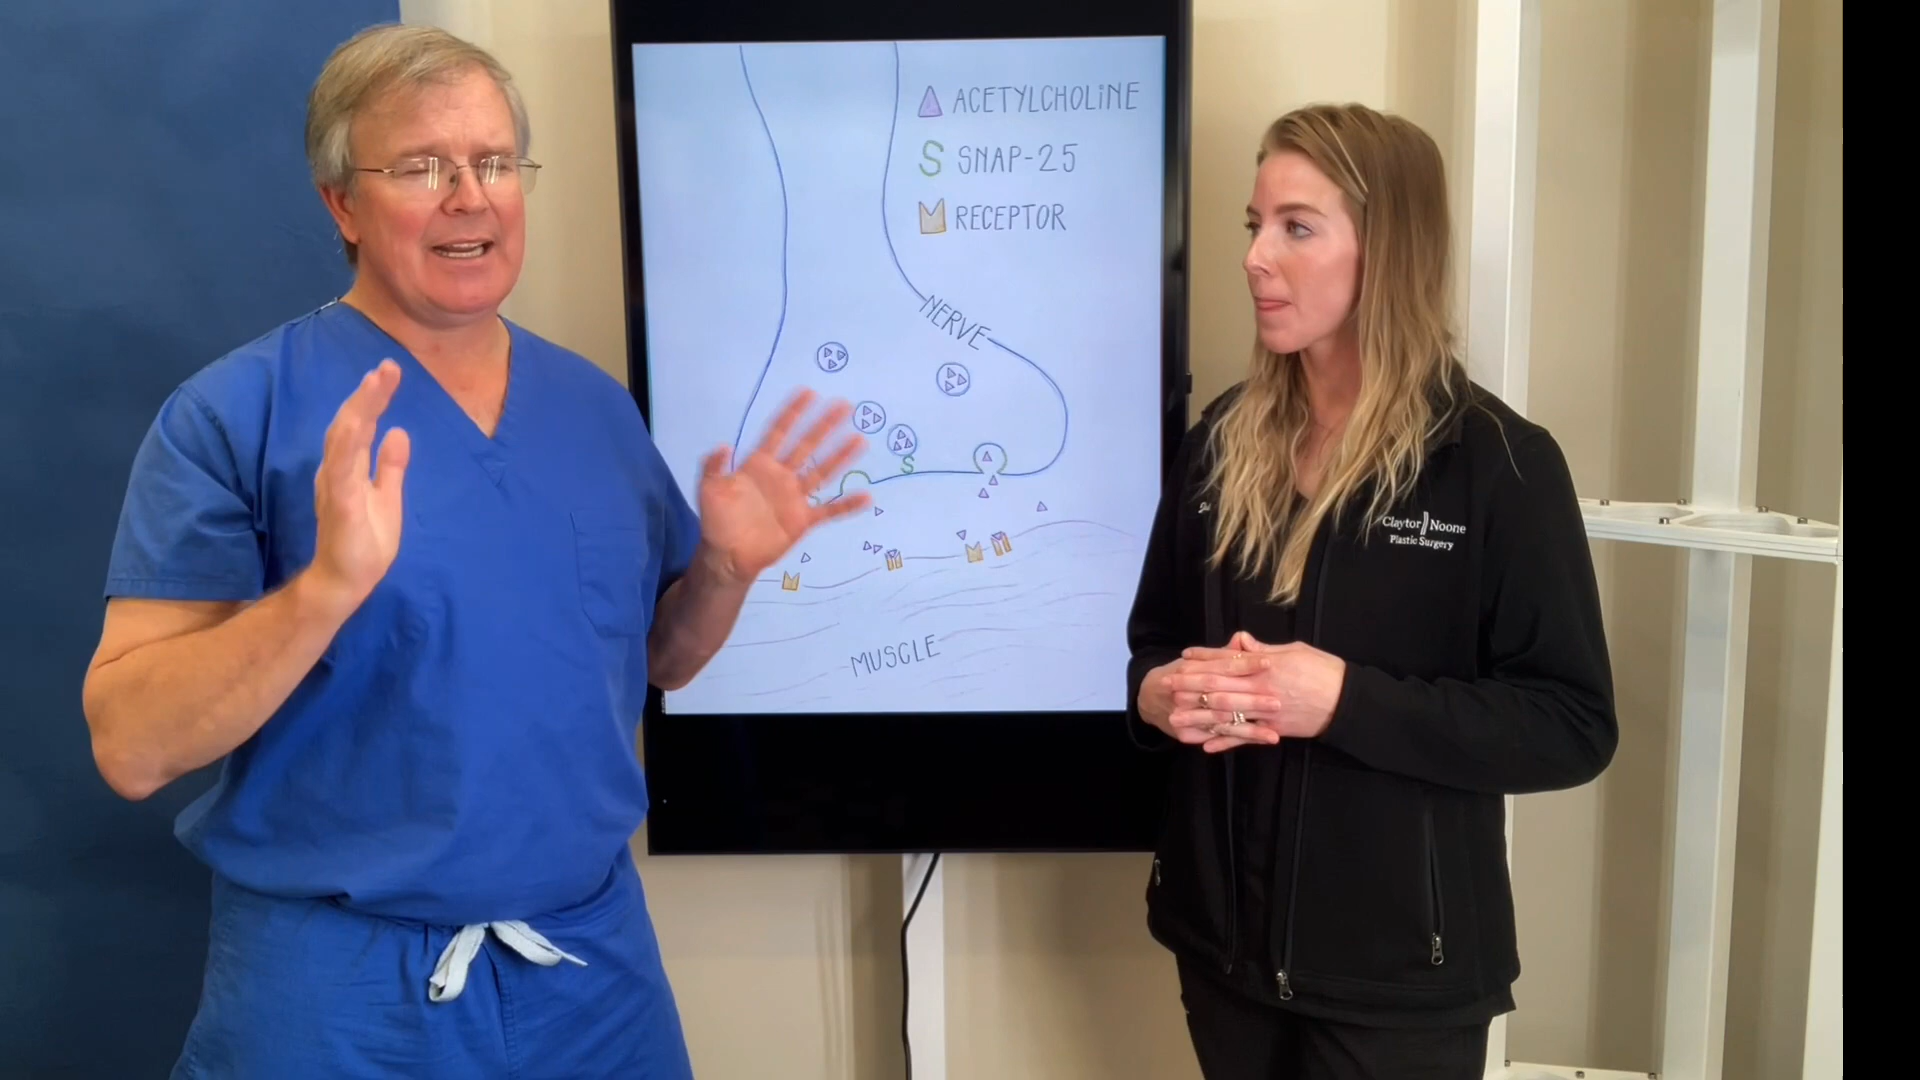 ACETYLCHOLINE
S SNAP-25
RECEPTOR
NERVE
S
MUSCLE
Claytor Noone
Plastic Surgery